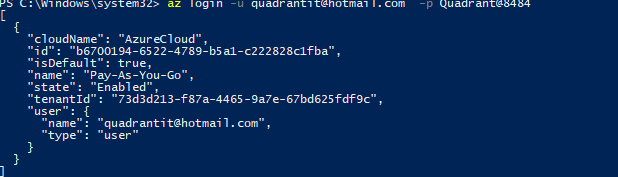 PS C:\Windows\system32> az login -u quadrantit@hotmail.com -p Quadrant@8484
[
  {
    "cloudName": "AzureCloud",
    "id": "b6700194-6522-4789-b5a1-c222828c1fba",
    "isDefault": true,
    "name": "Pay-As-You-Go",
    "state": "Enabled",
    "tenantId": "73d3d213-f87a-4465-9a7e-67bd625fdf9c",
    "user": {
      "name": "quadrantit@hotmail.com",
      "type": "user"
    }
  }
]